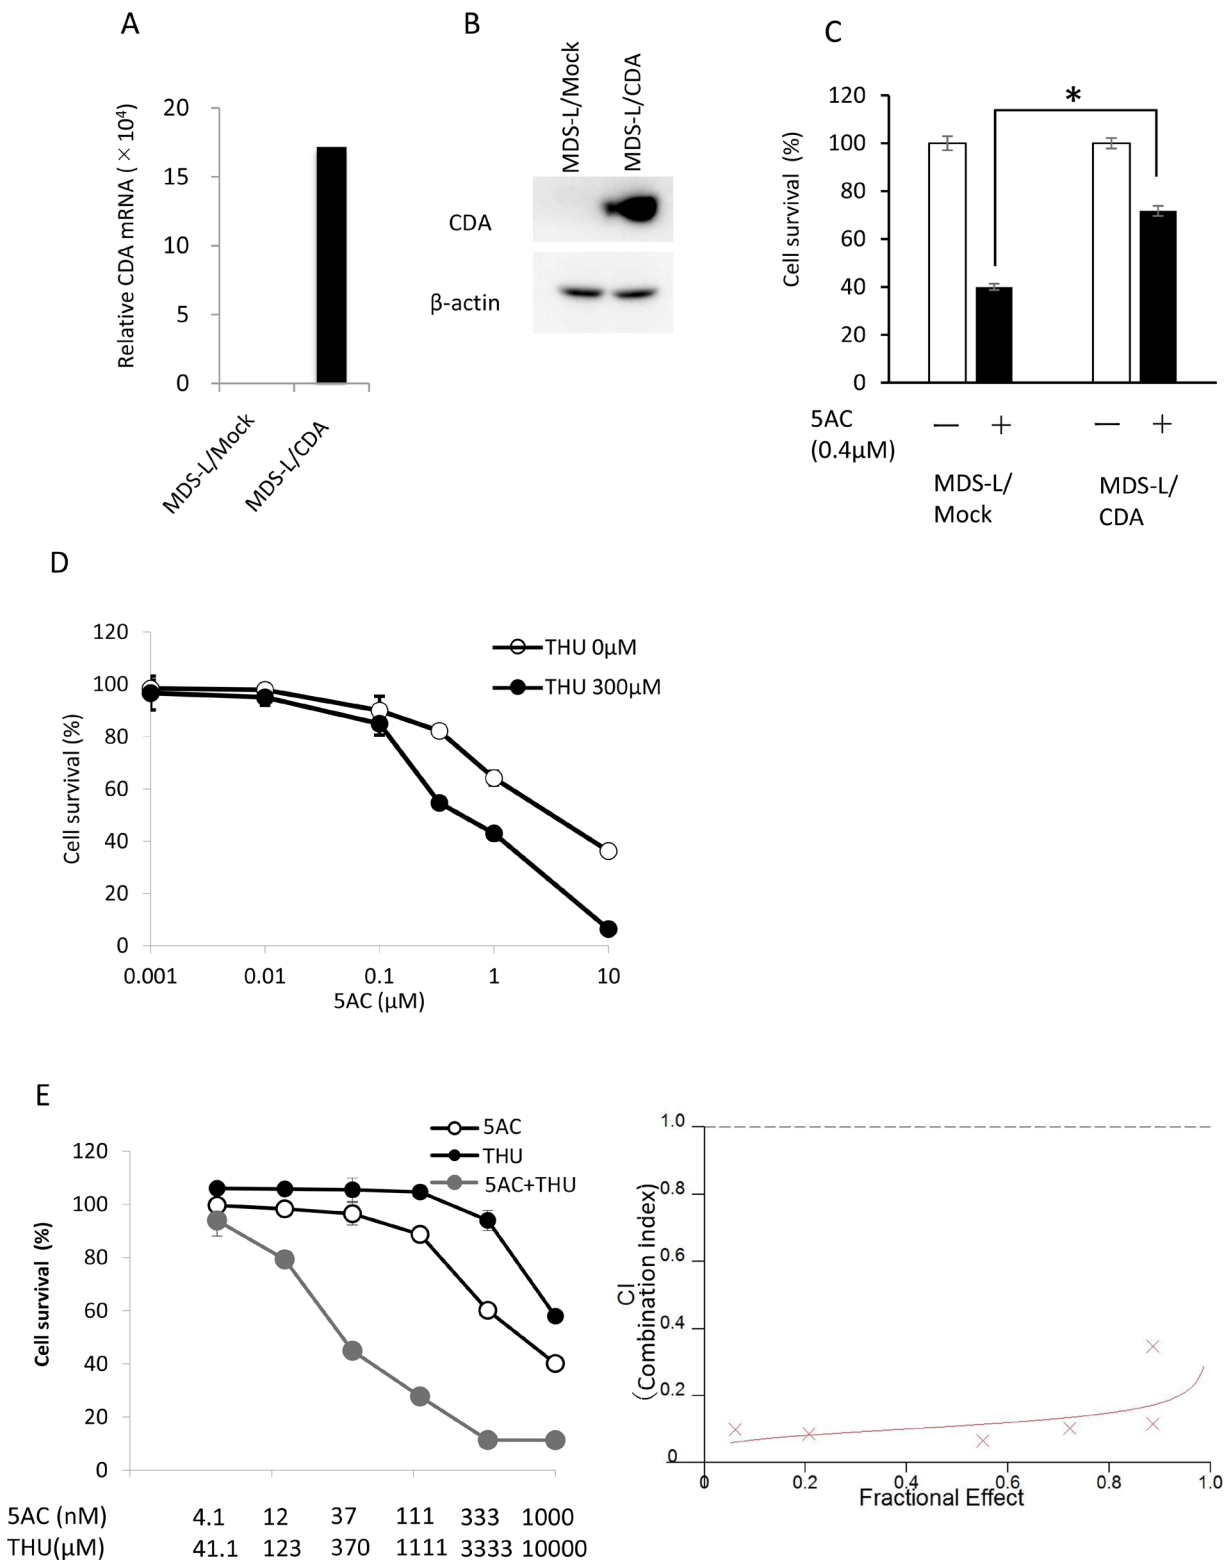 A
Relative CDA mRNA (×10⁴)
20
15
10
5
0
MDS-L/Mock
MDS-L/CDA
B
MDS-L/Mock
MDS-L/CDA
CDA
β-actin
C
Cell survival (%)
120
100
80
60
40
20
0
*
5AC
(0.4μM)
— + — +
MDS-L/
Mock
MDS-L/
CDA
D
Cell survival (%)
120
100
80
60
40
20
0
THU 0μM
THU 300μM
0.001 0.01 0.1 1 10
5AC (μM)
E
Cell survival (%)
120
100
80
60
40
20
0
5AC
THU
5AC+THU
5AC (nM) 4.1 12 37 111 333 1000
THU(μM) 41.1 123 370 1111 3333 10000
CI
(Combination index)
1.0
0.8
0.6
0.4
0.2
0
0 0.2 0.4 0.6 0.8 1.0
Fractional Effect